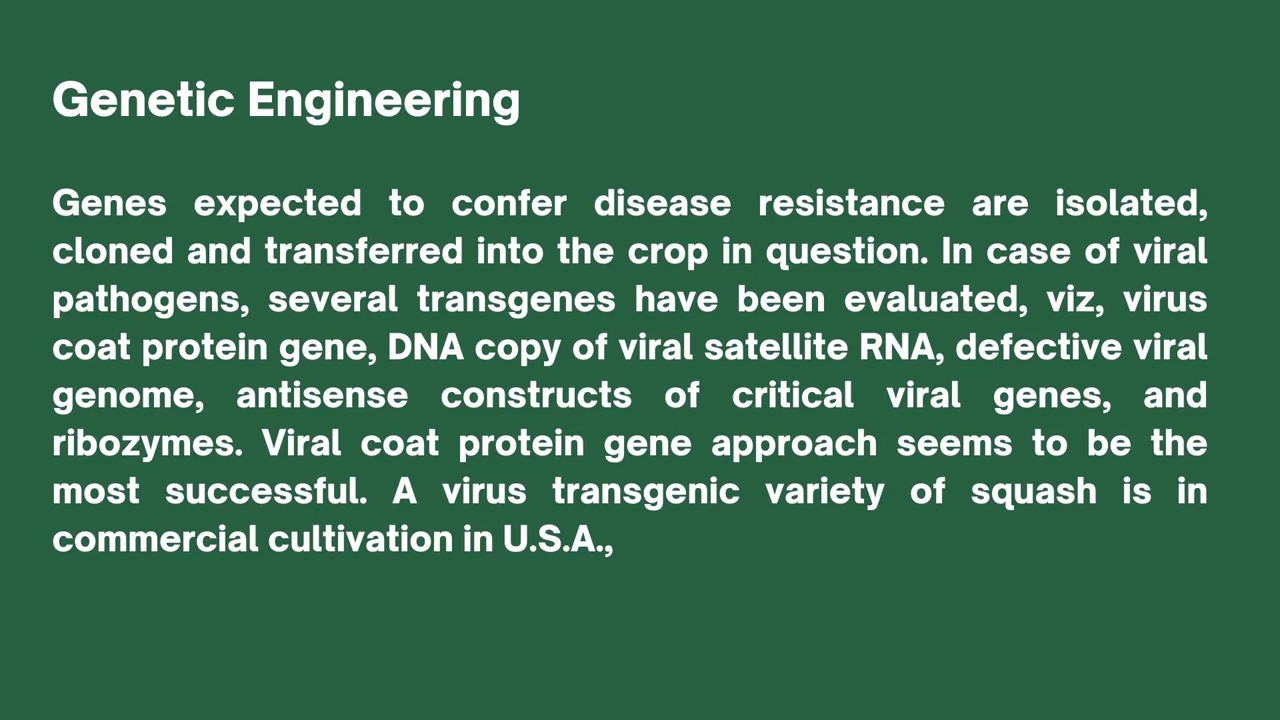 Genetic Engineering
Genes expected to confer disease resistance are isolated,
cloned and transferred into the crop in question. In case of viral
pathogens, several transgenes have been evaluated, viz, virus
coat protein gene, DNA copy of viral satellite RNA, defective viral
genome, antisense constructs of critical viral genes, and
ribozymes. Viral coat protein gene approach seems to be the
most successful. A virus transgenic variety of squash is in
commercial cultivation in U.S.A.,